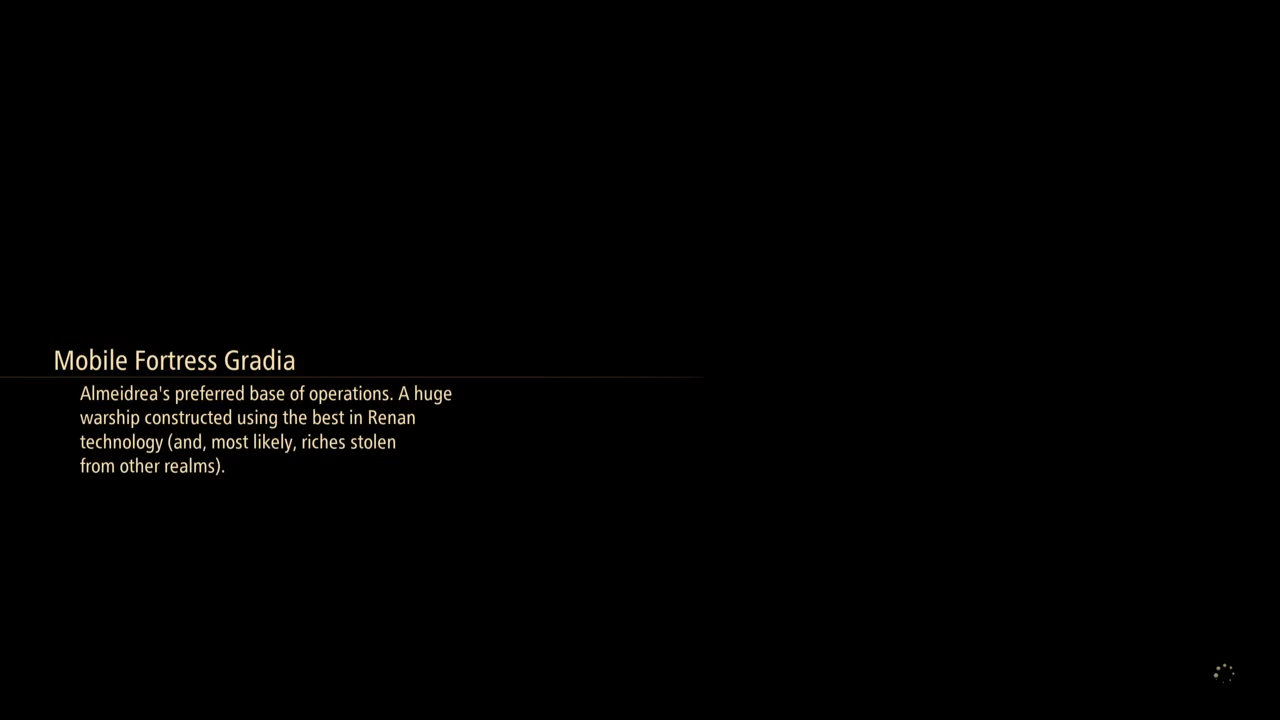 Mobile Fortress Gradia
Almeidrea's preferred base of operations. A huge
warship constructed using the best in Renan
technology (and, most likely, riches stolen
from other realms).